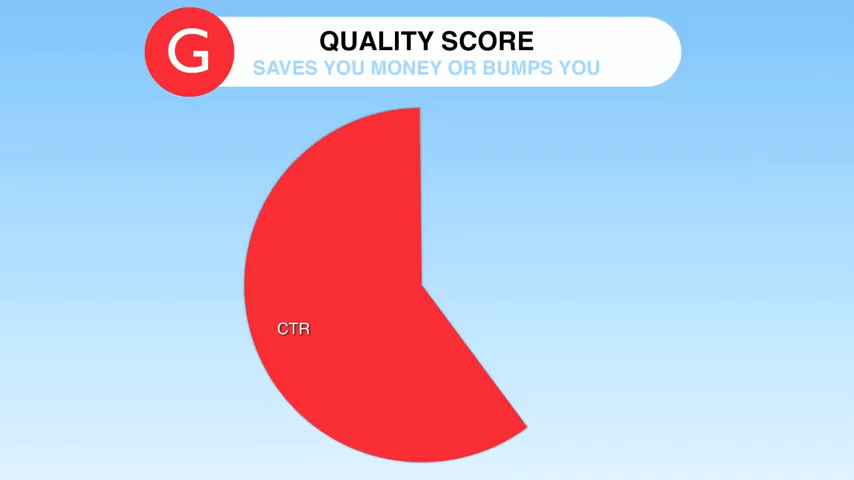 G
QUALITY SCORE
SAVES YOU MONEY OR BUMPS YOU
CTR